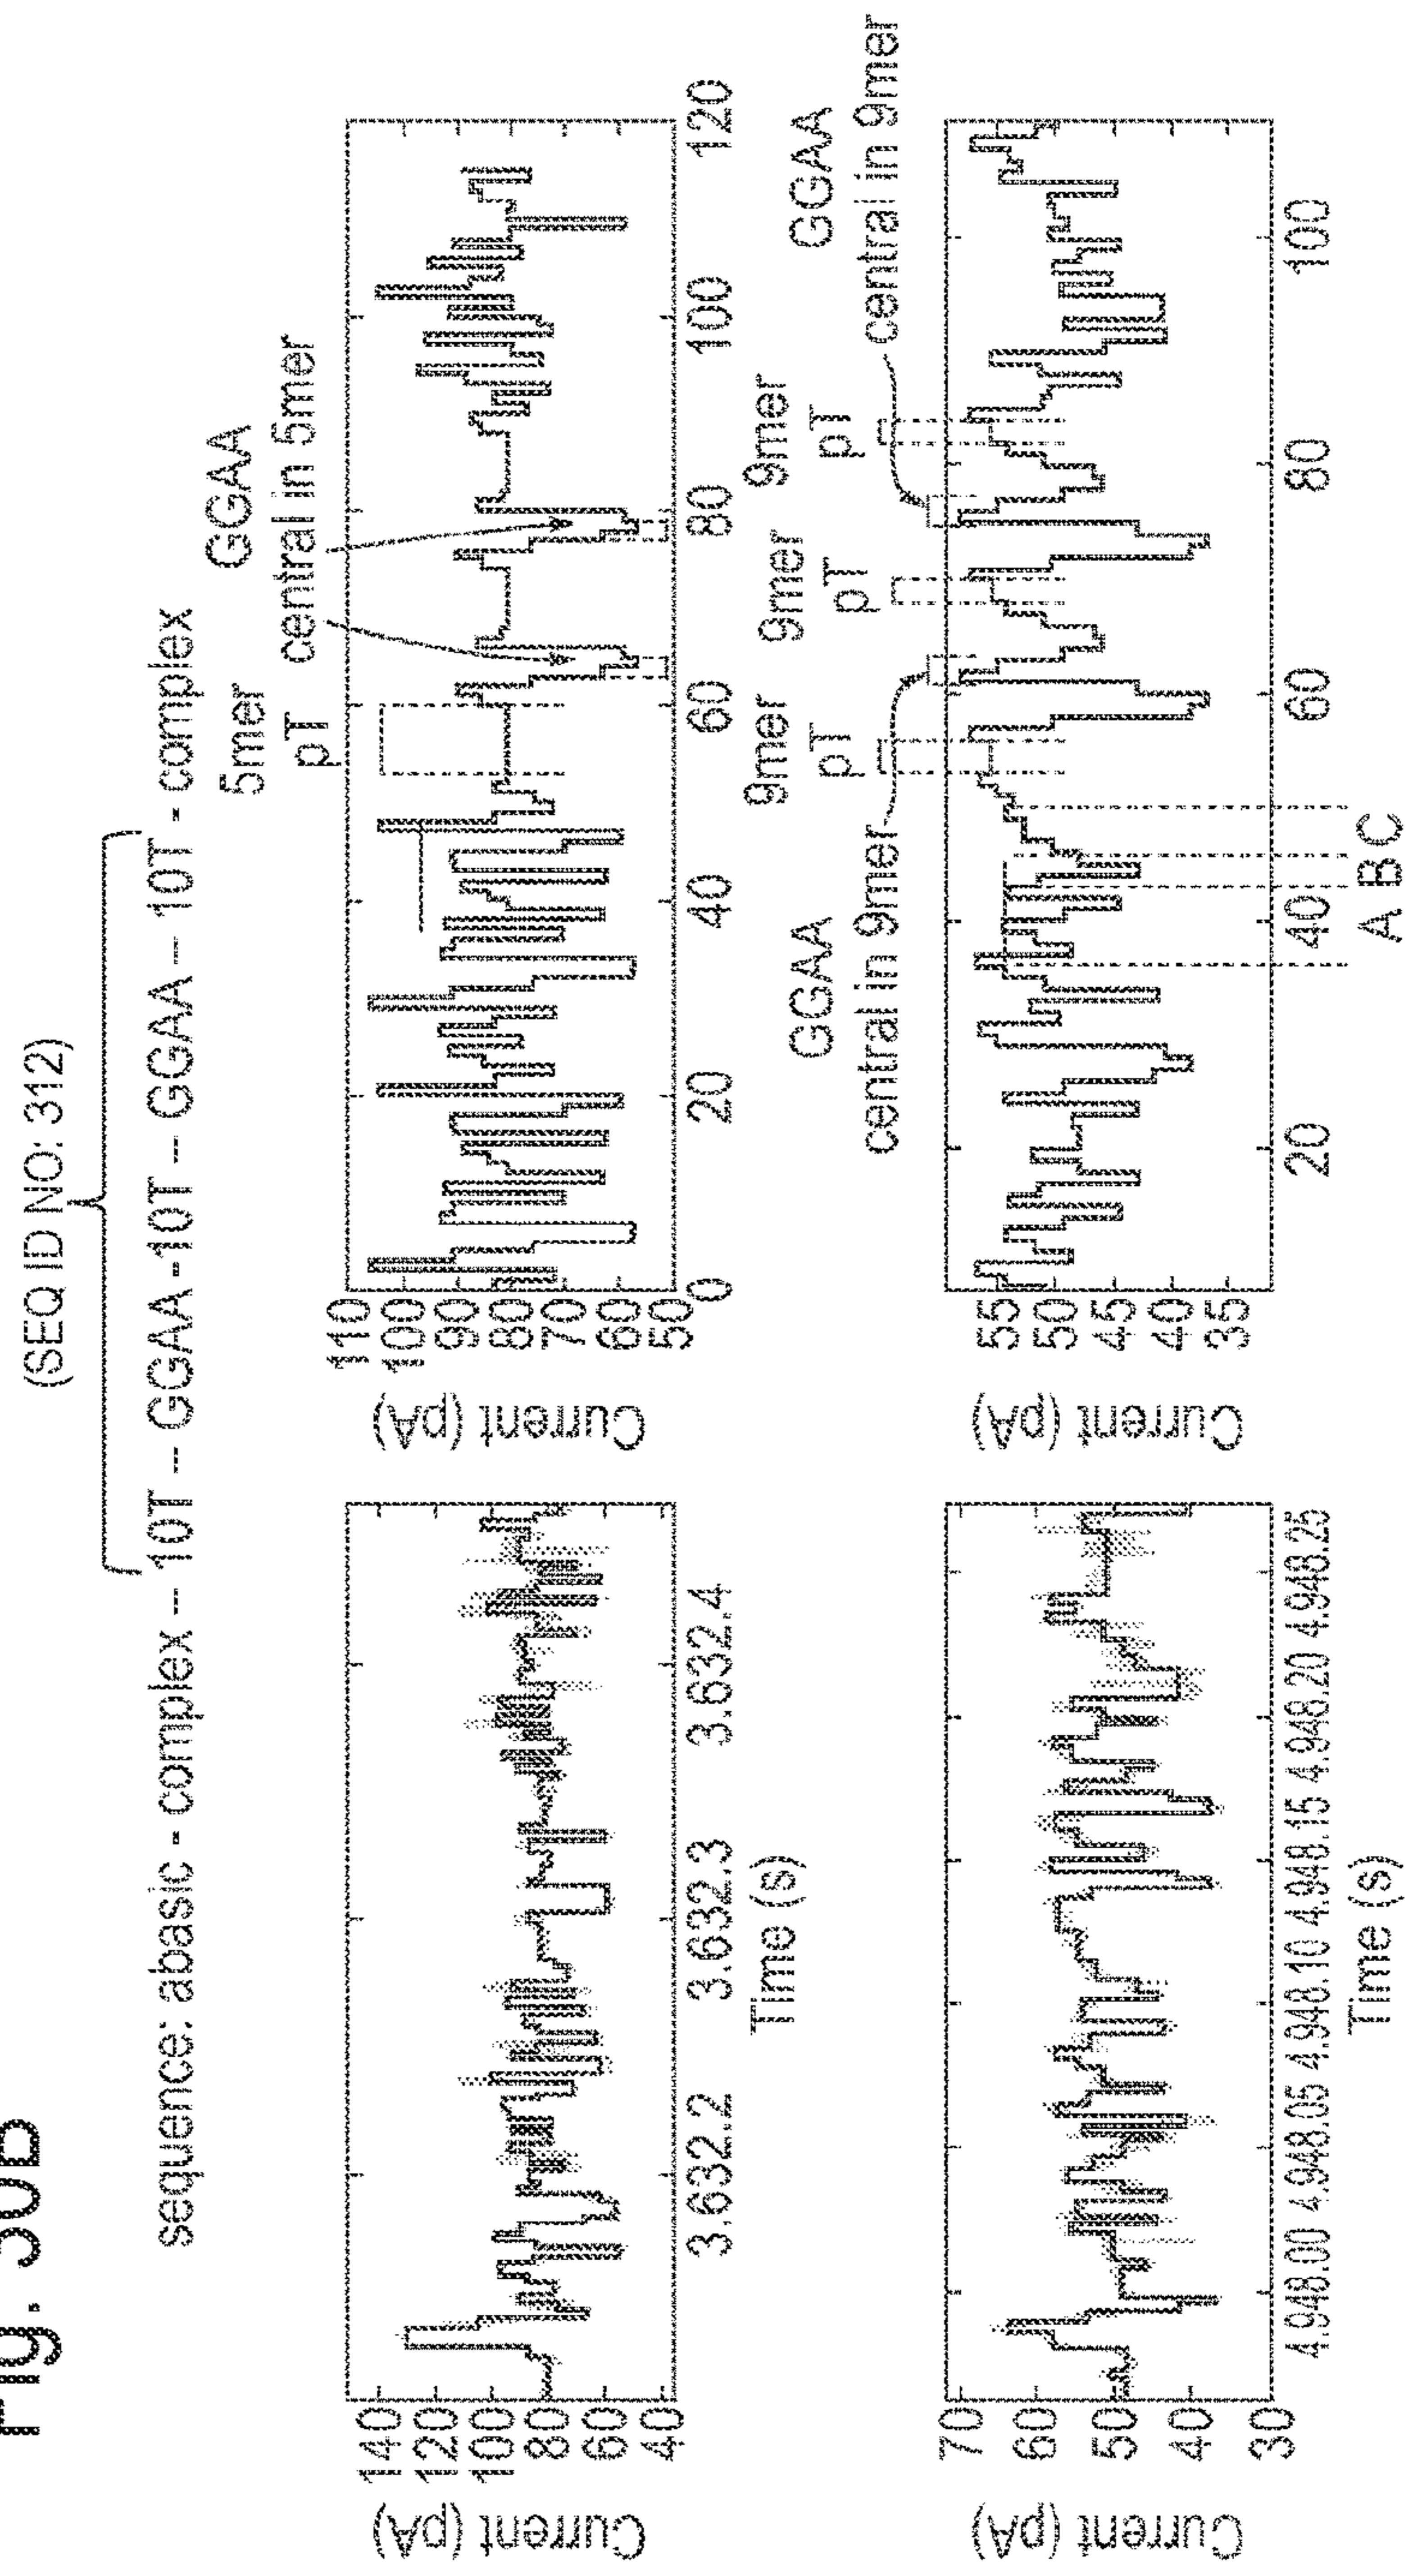 Fig. 50B
(SEQ ID NO: 312)
sequence: abasic - complex -- 10T -- GGAA -10T -- GGAA -- 10T - complex
Current (pA)
140
120
100
80
60
40
3.632.2
3.632.3
3.632.4
Time (s)
5mer
pT
GGAA
central in 5mer
Current (pA)
110
100
90
80
70
60
50
0
20
40
60
80
100
120
Current (pA)
70
60
50
40
30
4.948.00
4.948.05
4.948.10
4.948.15
4.948.20
4.948.25
Time (s)
GGAA
central in 9mer
9mer
pT
9mer
pT
9mer
pT
GGAA
central in 9mer
Current (pA)
55
50
45
40
35
20
40
60
80
100
A B C